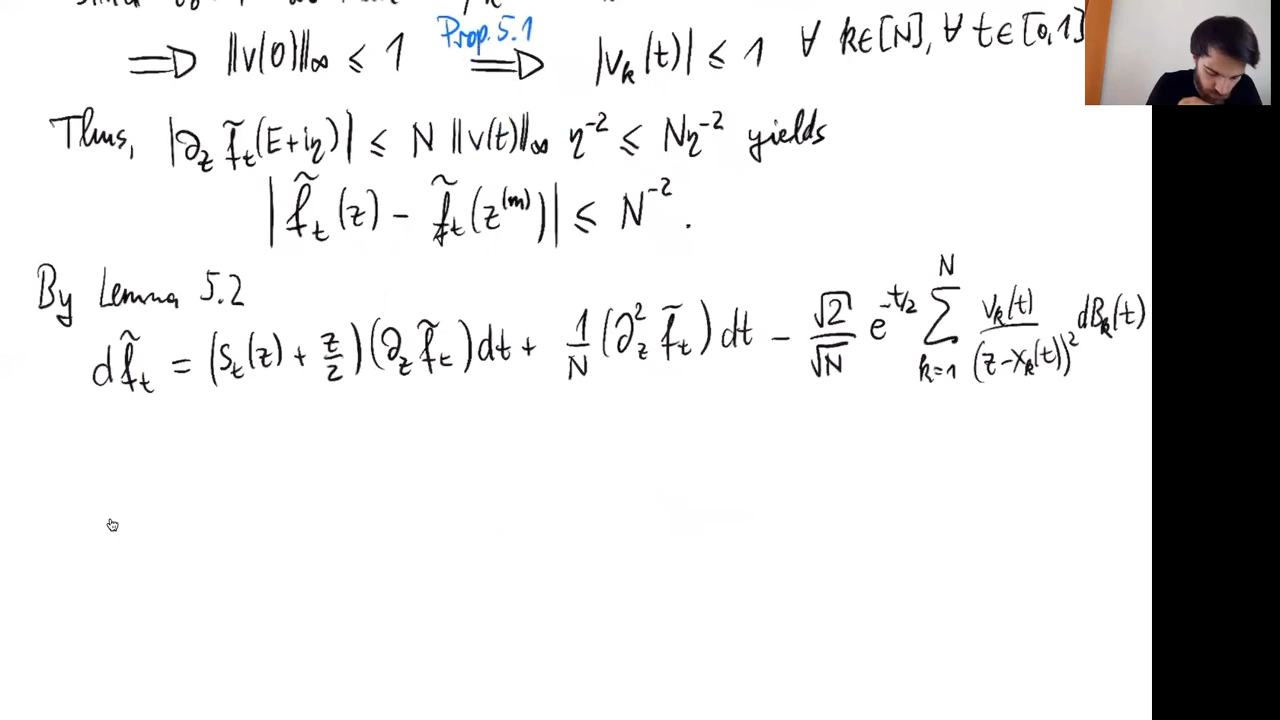 ⟹ ‖v(0)‖∞ ≤ 1 Prop. 5.1 ⟹ |v_k(t)| ≤ 1 ∀ k∈[N], ∀ t∈[0,1]
Thus, |∂_z f̃_t(E+iη)| ≤ N ‖v(t)‖∞ η^{-2} ≤ Nη^{-2} yields
|f̃_t(z) - f̃_t(z^{(m)})| ≤ N^{-2}.
By Lemma 5.2
df̃_t = (S_t(z) + z/2)(∂_z f̃_t)dt + 1/N (∂_z^2 f̃_t) dt - √2/√N e^{-t/2} ∑_{k=1}^{N} v_k(t)/(z-x_k(t))^2 dB_k(t)